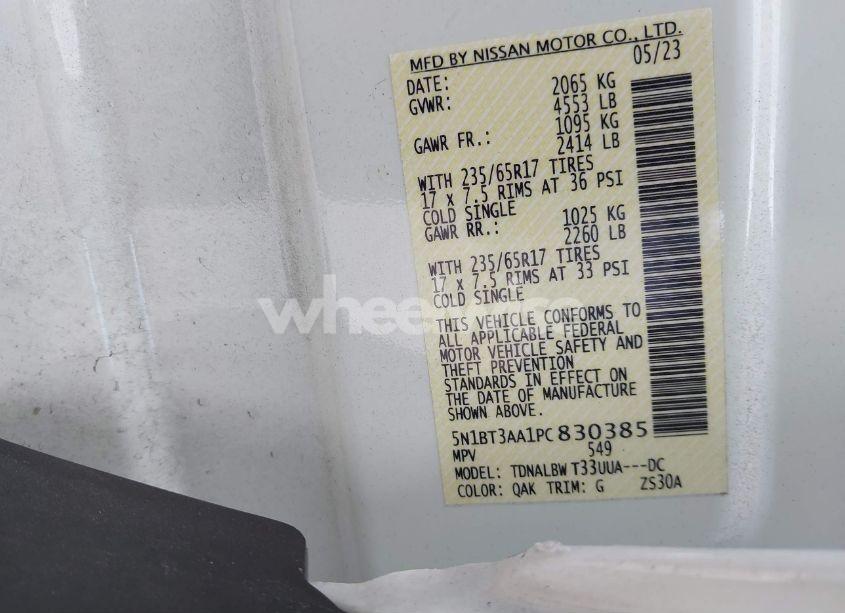 MFD BY NISSAN MOTOR CO., LTD.
DATE: 05/23
GVWR: 2065 KG
4553 LB
GAWR FR.: 1095 KG
2414 LB
WITH 235/65R17 TIRES
17 x 7.5 RIMS AT 36 PSI
COLD SINGLE
GAWR RR.: 1025 KG
2260 LB
WITH 235/65R17 TIRES
17 x 7.5 RIMS AT 33 PSI
COLD SINGLE
THIS VEHICLE CONFORMS TO
ALL APPLICABLE FEDERAL
MOTOR VEHICLE SAFETY AND
THEFT PREVENTION
STANDARDS IN EFFECT ON
THE DATE OF MANUFACTURE
SHOWN ABOVE.
5N1BT3AA1PC830385
MPV 549
MODEL: TDNALBW T33UUA---DC
COLOR: QAK TRIM: G ZS30A